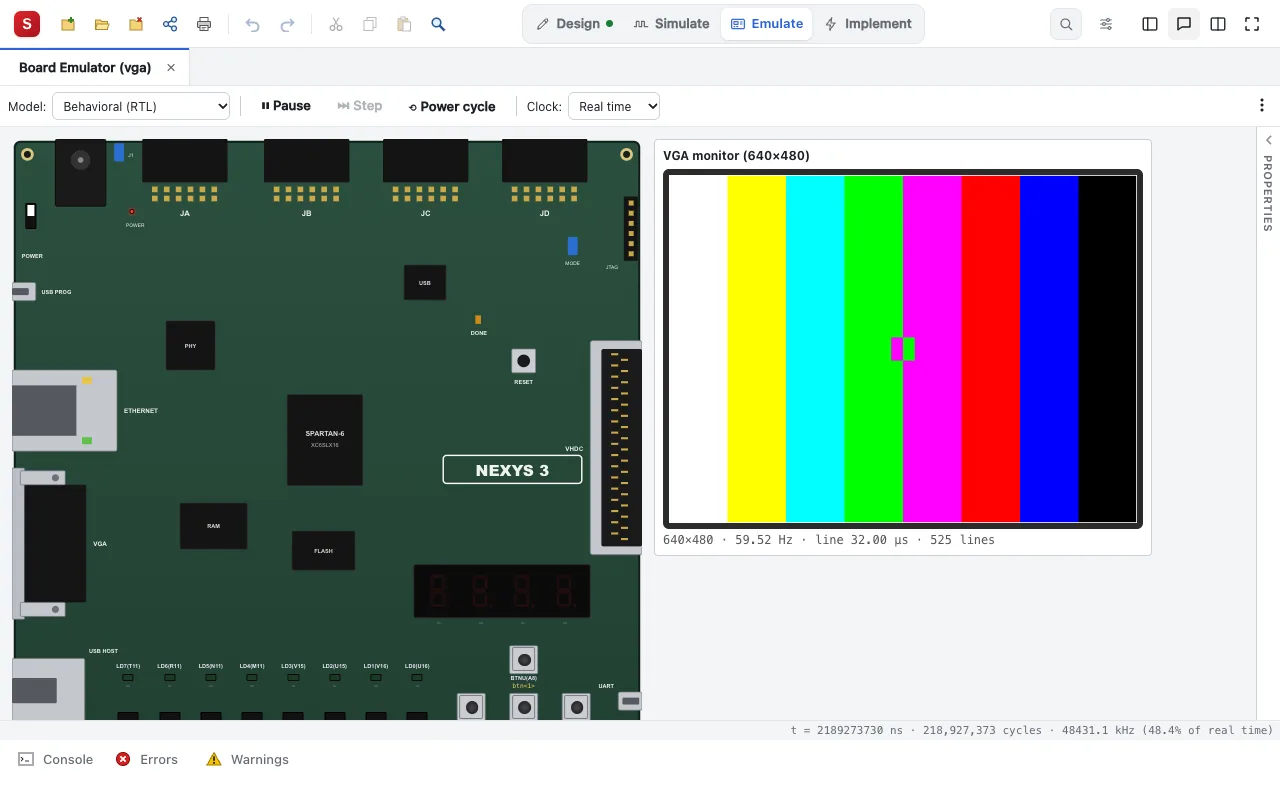 S
Design
Simulate
Emulate
Implement
Board Emulator (vga)
Model: Behavioral (RTL)
Pause
Step
Power cycle
Clock: Real time
J1
JA
JB
JC
JD
POWER
MODE
JTAG
POWER
USB PROG
USB
DONE
PHY
RESET
ETHERNET
SPARTAN-6
XC6SLX16
VHDC
NEXYS 3
RAM
FLASH
VGA
USB HOST
LD7(T11)
LD6(R11)
LD5(N11)
LD4(M11)
LD3(V15)
LD2(U15)
LD1(V16)
LD0(U16)
BTNU(A8)
btn<1>
UART
VGA monitor (640×480)
640×480 · 59.52 Hz · line 32.00 µs · 525 lines
PROPERTIES
t = 2189273730 ns · 218,927,373 cycles · 48431.1 kHz (48.4% of real time)
Console
Errors
Warnings